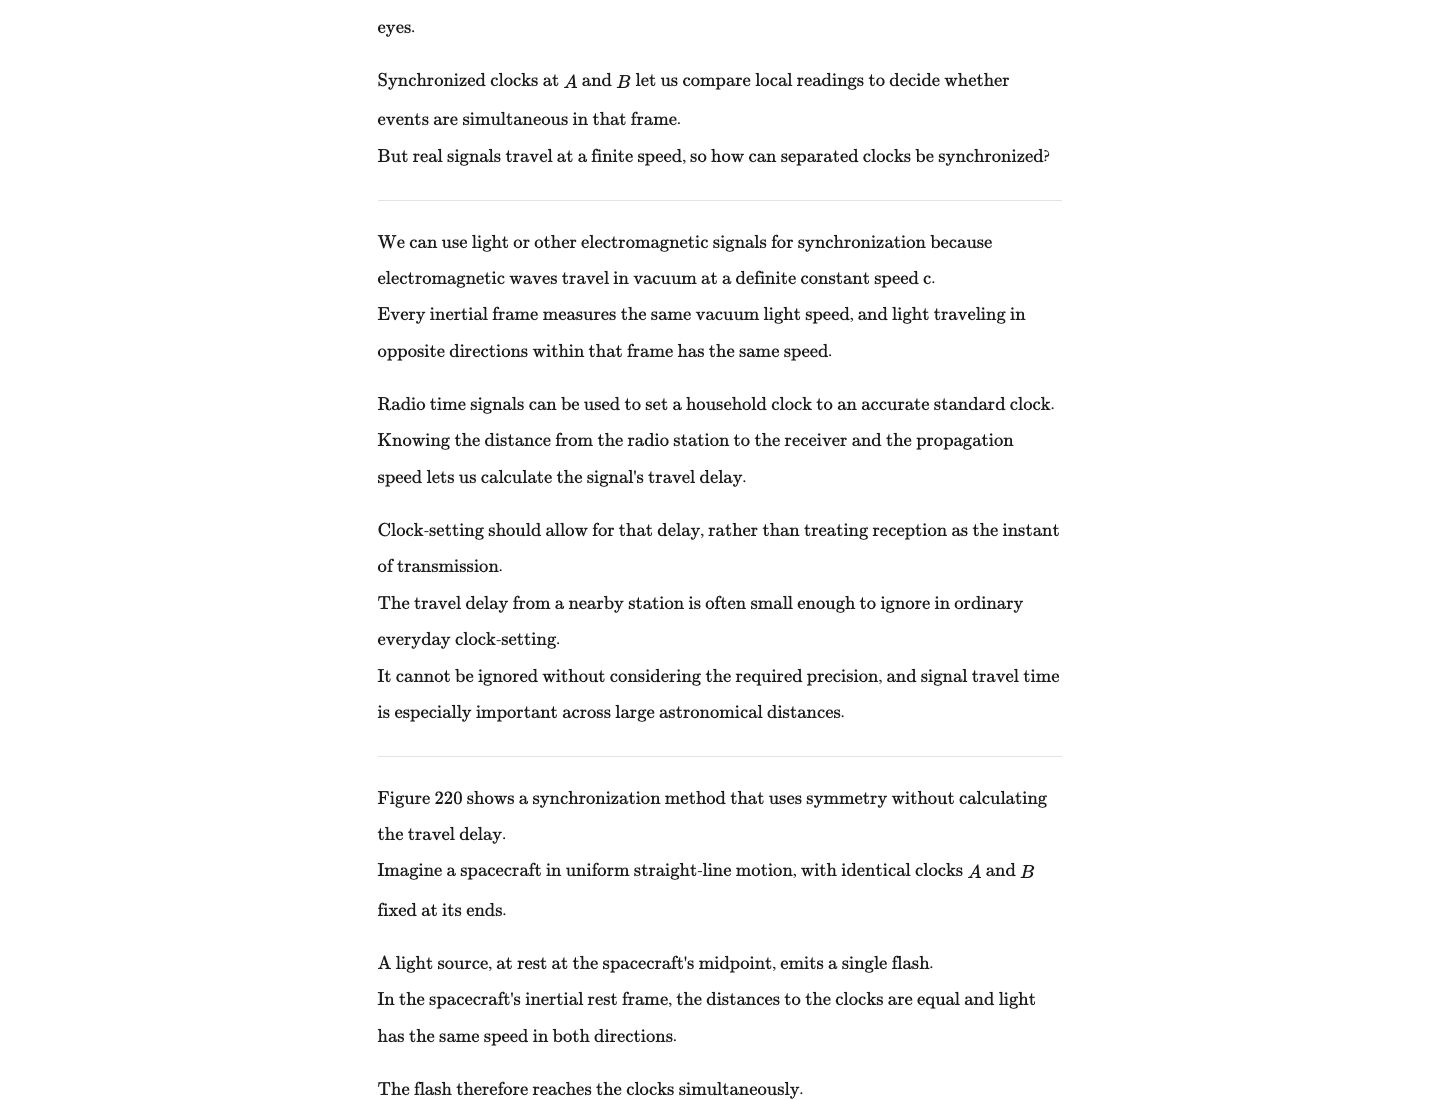 eyes.
Synchronized clocks at A and B let us compare local readings to decide whether
events are simultaneous in that frame.
But real signals travel at a finite speed, so how can separated clocks be synchronized?
We can use light or other electromagnetic signals for synchronization because
electromagnetic waves travel in vacuum at a definite constant speed c.
Every inertial frame measures the same vacuum light speed, and light traveling in
opposite directions within that frame has the same speed.
Radio time signals can be used to set a household clock to an accurate standard clock.
Knowing the distance from the radio station to the receiver and the propagation
speed lets us calculate the signal's travel delay.
Clock-setting should allow for that delay, rather than treating reception as the instant
of transmission.
The travel delay from a nearby station is often small enough to ignore in ordinary
everyday clock-setting.
It cannot be ignored without considering the required precision, and signal travel time
is especially important across large astronomical distances.
Figure 220 shows a synchronization method that uses symmetry without calculating
the travel delay.
Imagine a spacecraft in uniform straight-line motion, with identical clocks A and B
fixed at its ends.
A light source, at rest at the spacecraft's midpoint, emits a single flash.
In the spacecraft's inertial rest frame, the distances to the clocks are equal and light
has the same speed in both directions.
The flash therefore reaches the clocks simultaneously.